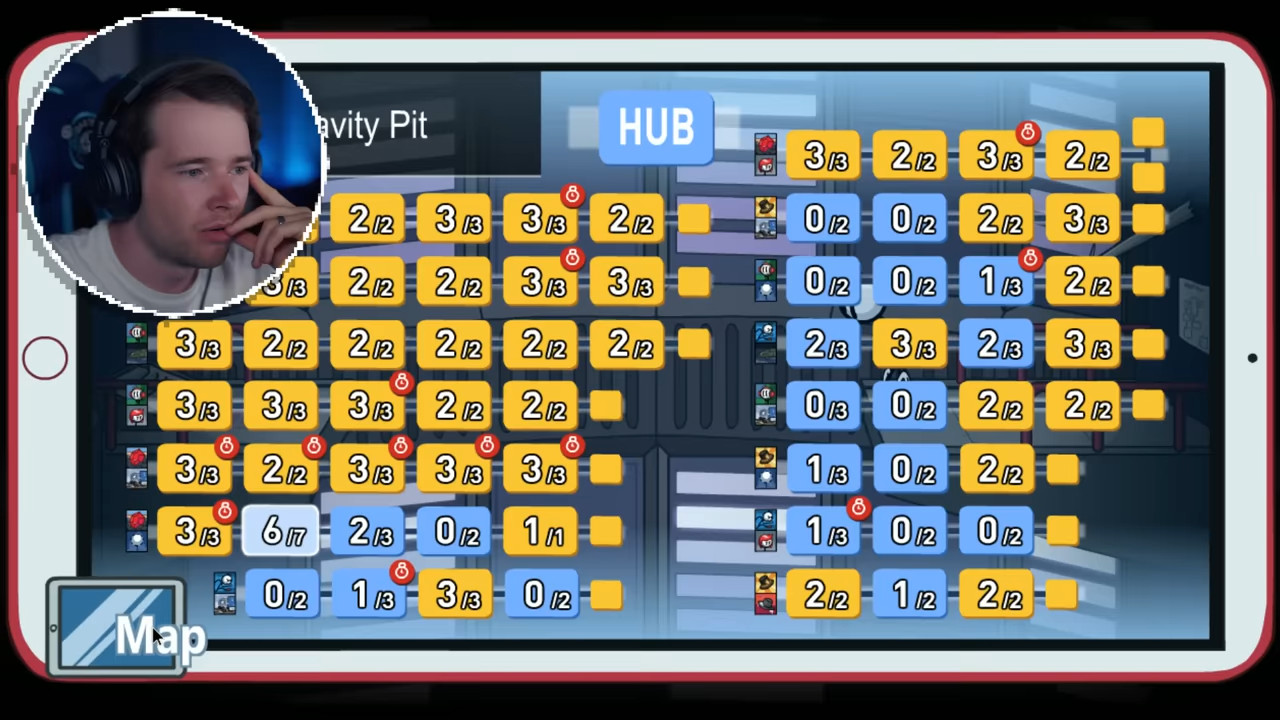 avity Pit
HUB
3/3 2/2 3/3 2/2
2/2 3/3 3/3 2/2
0/2 0/2 2/2 3/3
3/3 2/2 2/2 3/3 3/3
0/2 0/2 1/3 2/2
3/3 2/2 2/2 2/2 2/2 2/2
2/3 3/3 2/3 3/3
3/3 3/3 3/3 2/2 2/2
0/3 0/2 2/2 2/2
3/3 2/2 3/3 3/3 3/3
1/3 0/2 2/2
3/3 6/7 2/3 0/2 1/1
1/3 0/2 0/2
0/2 1/3 3/3 0/2
2/2 1/2 2/2
Map